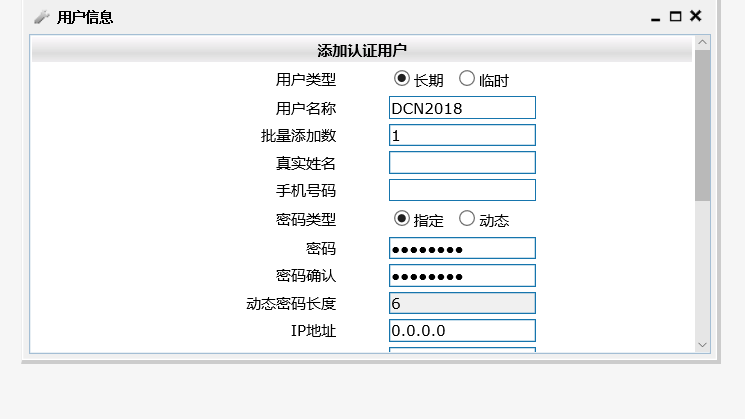 用户信息
添加认证用户
用户类型 长期 临时
用户名称 DCN2018
批量添加数 1
真实姓名
手机号码
密码类型 指定 动态
密码 ●●●●●●●●
密码确认 ●●●●●●●●
动态密码长度 6
IP地址 0.0.0.0